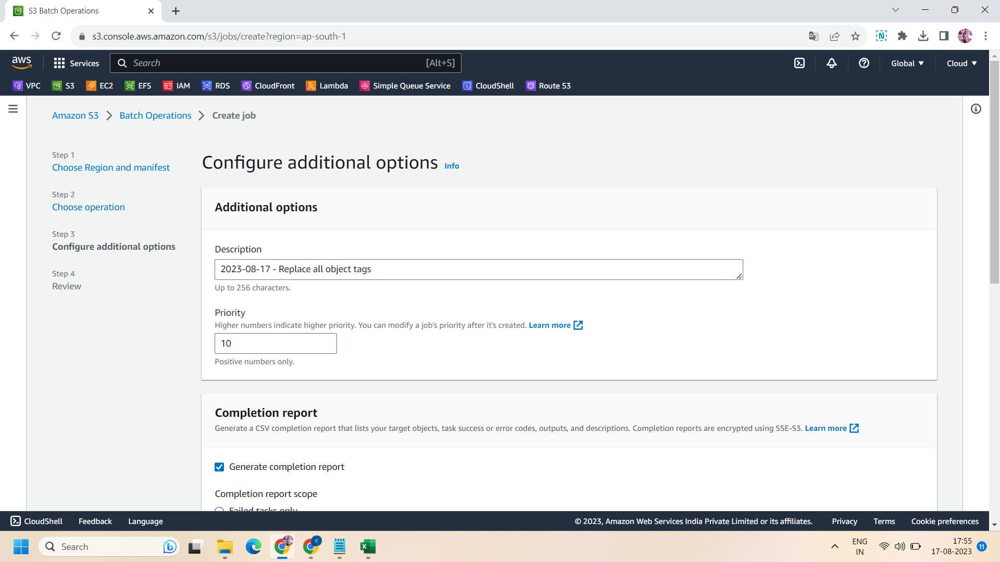 S3 Batch Operations
s3.console.aws.amazon.com/s3/jobs/create?region=ap-south-1
aws
Services
Search
[Alt+S]
Global
Cloud
VPC
S3
EC2
EFS
IAM
RDS
CloudFront
Lambda
Simple Queue Service
CloudShell
Route 53
Amazon S3
Batch Operations
Create job
Step 1
Choose Region and manifest
Step 2
Choose operation
Step 3
Configure additional options
Step 4
Review
Configure additional options Info
Additional options
Description
2023-08-17 - Replace all object tags
Up to 256 characters.
Priority
Higher numbers indicate higher priority. You can modify a job's priority after it's created. Learn more
10
Positive numbers only.
Completion report
Generate a CSV completion report that lists your target objects, task success or error codes, outputs, and descriptions. Completion reports are encrypted using SSE-S3. Learn more
Generate completion report
Completion report scope
Failed tasks only
CloudShell
Feedback
Language
© 2023, Amazon Web Services India Private Limited or its affiliates.
Privacy
Terms
Cookie preferences
Search
ENG
IN
17:55
17-08-2023
11